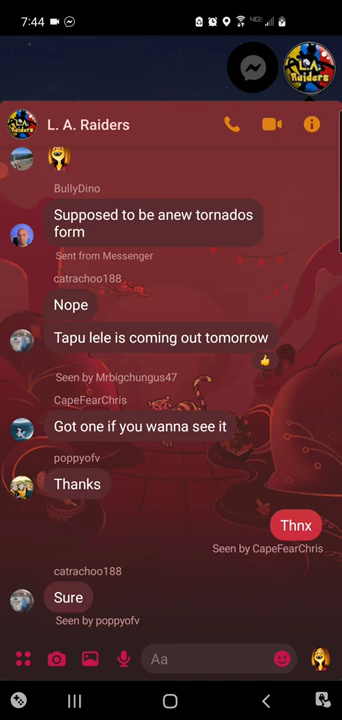 7:44
L.A.
Raiders
L. A. Raiders
BullyDino
Supposed to be anew tornados
form
Sent from Messenger
catrachoo188
Nope
Tapu lele is coming out tomorrow
Seen by Mrbigchungus47
CapeFearChris
Got one if you wanna see it
poppyofv
Thanks
Thnx
Seen by CapeFearChris
catrachoo188
Sure
Seen by poppyofv
Aa